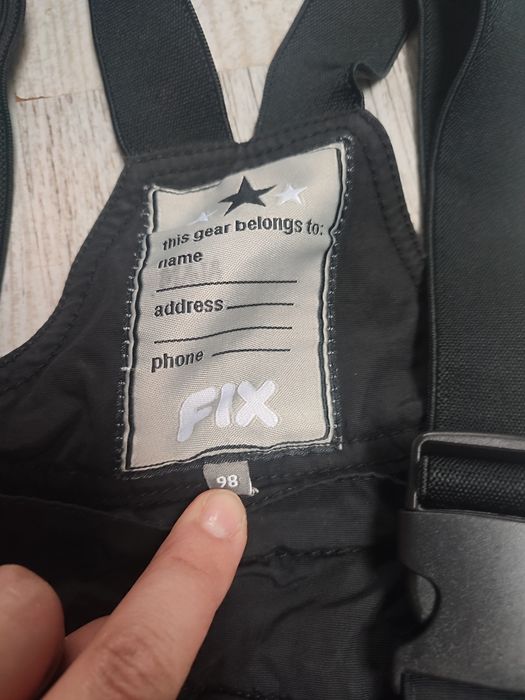 this gear belongs to:
name
address
phone
FIX
98